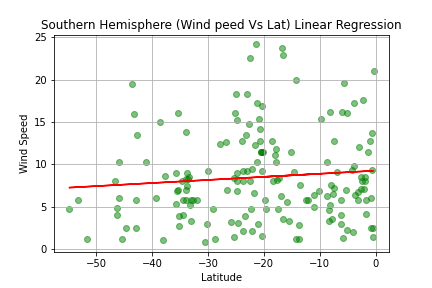 Southern Hemisphere (Wind peed Vs Lat) Linear Regression
25
20
15
10
5
0
Wind Speed
−50 −40 −30 −20 −10 0
Latitude